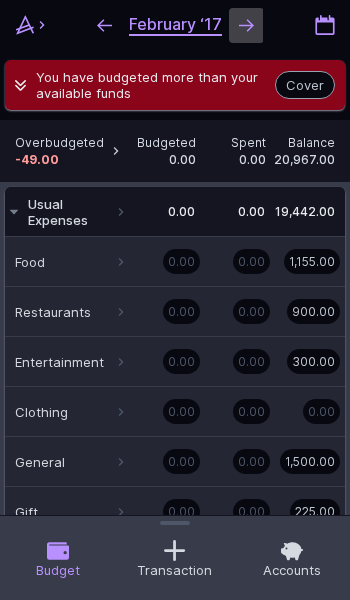 February ‘17
You have budgeted more than your
available funds
Cover
Overbudgeted Budgeted Spent Balance
-49.00 0.00 0.00 20,967.00
Usual
Expenses 0.00 0.00 19,442.00
Food 0.00 0.00 1,155.00
Restaurants 0.00 0.00 900.00
Entertainment 0.00 0.00 300.00
Clothing 0.00 0.00 0.00
General 0.00 0.00 1,500.00
Gift 0.00 0.00 225.00
Budget Transaction Accounts